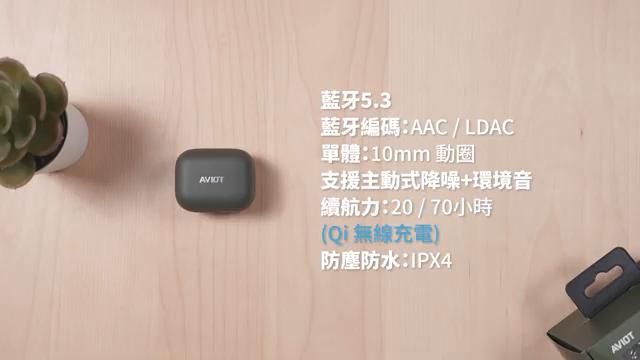 AVIOT
藍牙5.3
藍牙編碼：AAC / LDAC
單體：10mm 動圈
支援主動式降噪+環境音
續航力：20 / 70小時
(Qi 無線充電)
防塵防水：IPX4
AVIOT